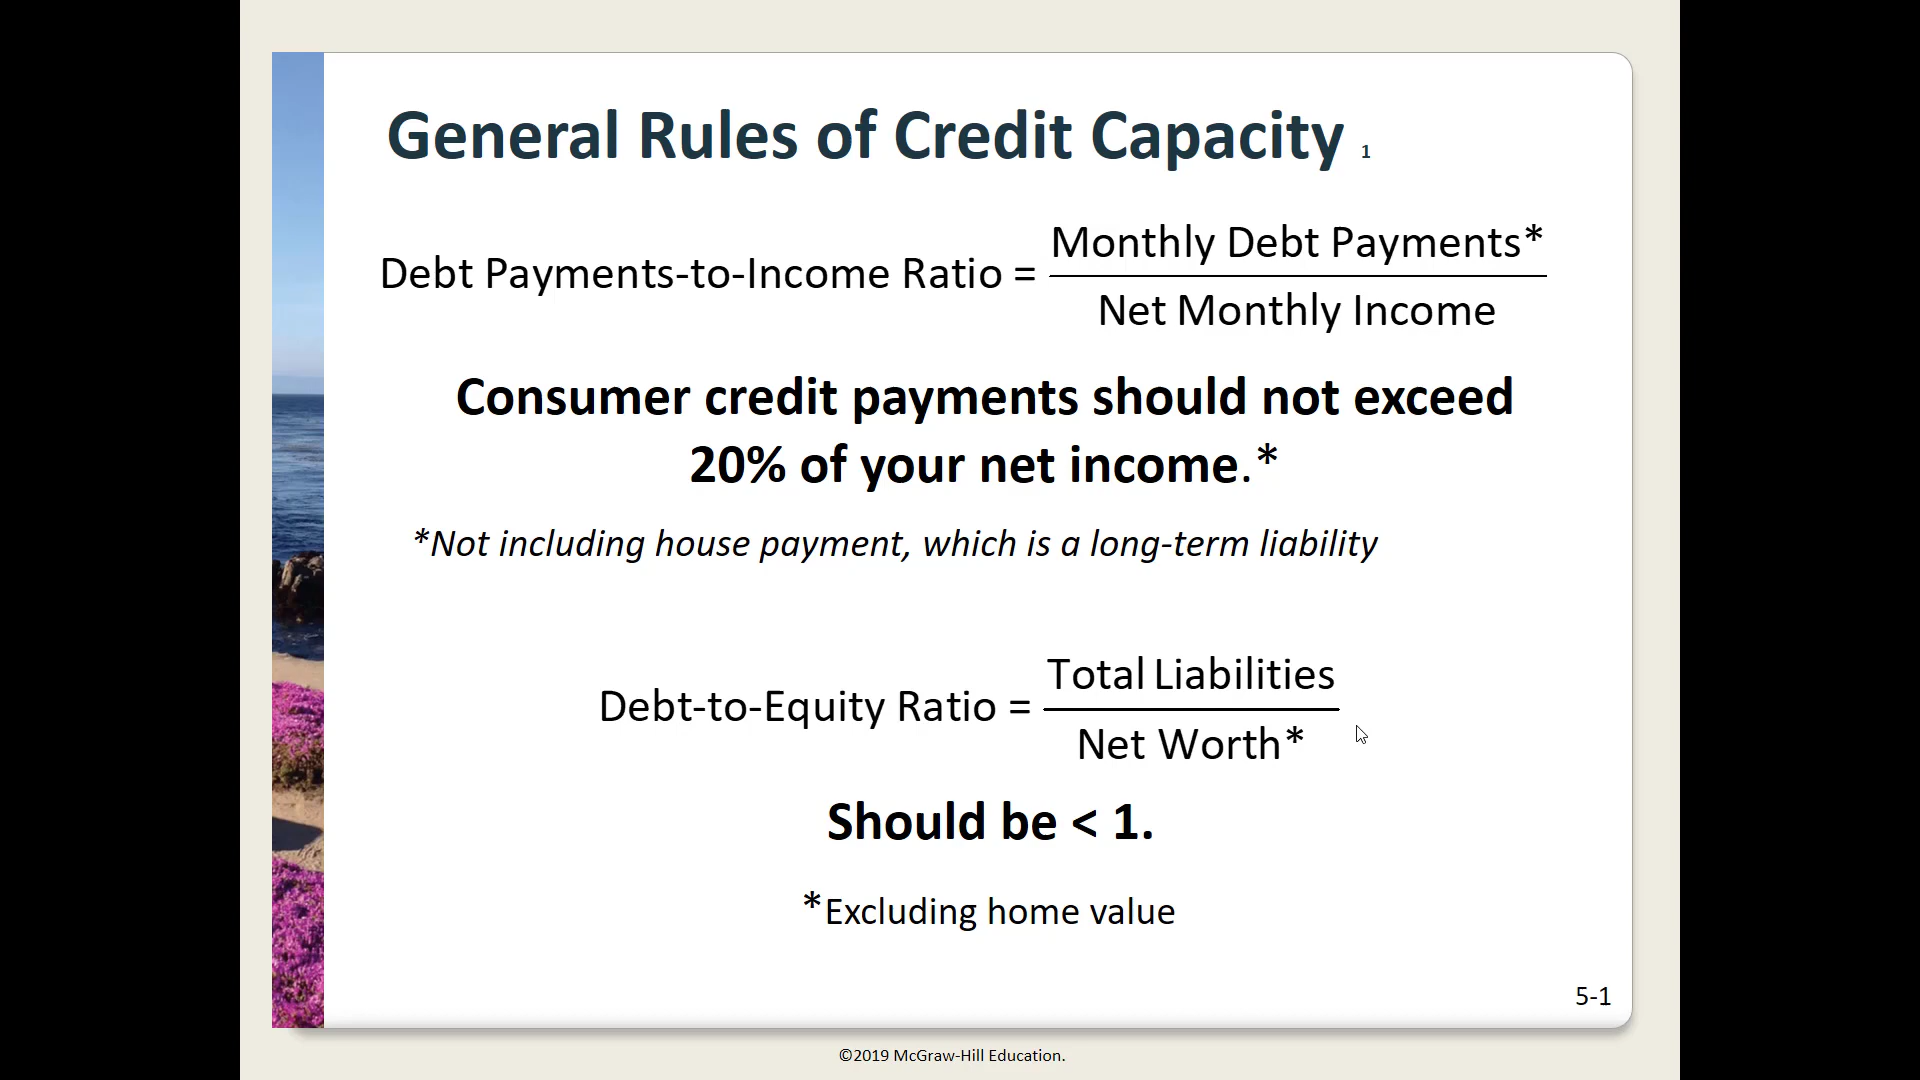 General Rules of Credit Capacity 1
Debt Payments-to-Income Ratio = Monthly Debt Payments*
Net Monthly Income
Consumer credit payments should not exceed
20% of your net income.*
*Not including house payment, which is a long-term liability
Debt-to-Equity Ratio = Total Liabilities
Net Worth*
Should be < 1.
*Excluding home value
5-1
©2019 McGraw-Hill Education.